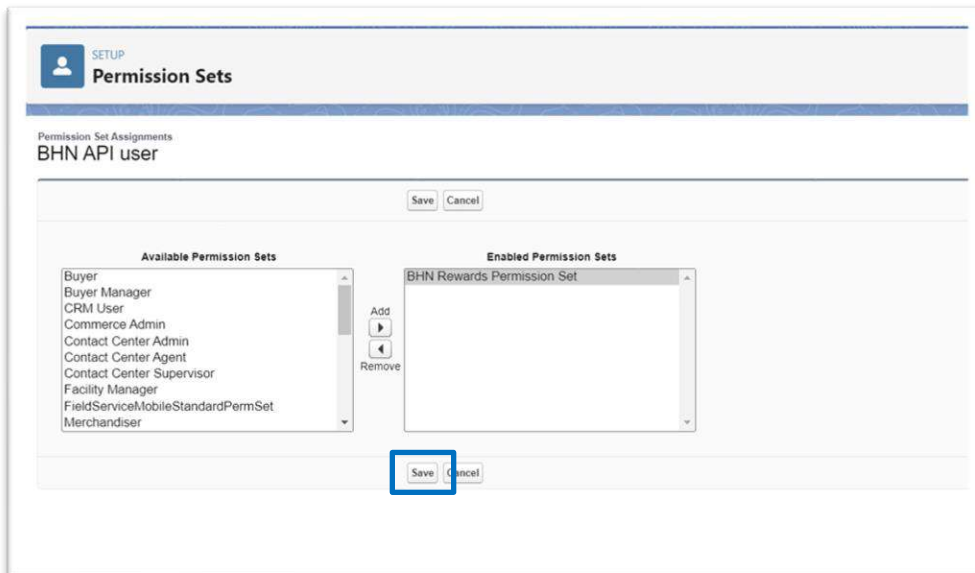 SETUP
Permission Sets
Permission Set Assignments
BHN API user
Save Cancel
Available Permission Sets
Buyer
Buyer Manager
CRM User
Commerce Admin
Contact Center Admin
Contact Center Agent
Contact Center Supervisor
Facility Manager
FieldServiceMobileStandardPermSet
Merchandiser
Add
Remove
Enabled Permission Sets
BHN Rewards Permission Set
Save Cancel